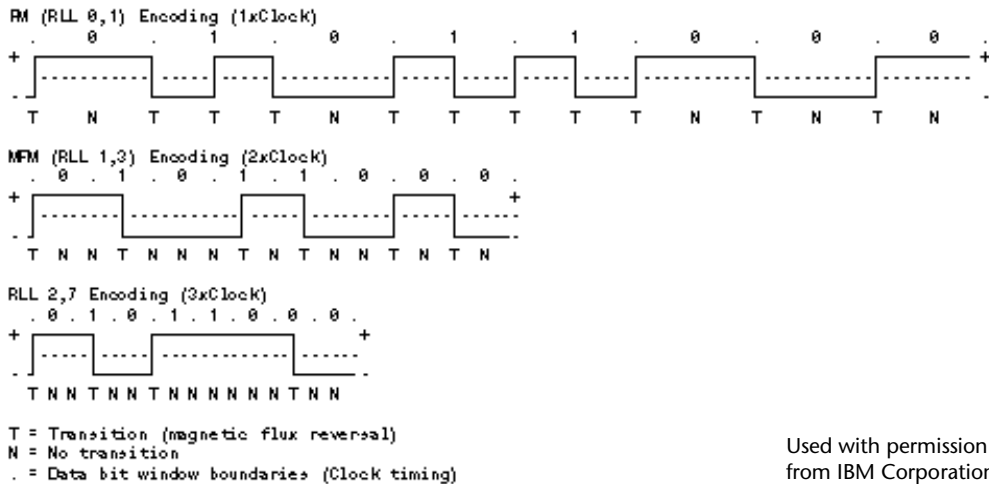 FM (RLL 0,1) Encoding (1xClock)
. 0 . 1 . 0 . 1 . 1 . 0 . 0 . 0 .
+ +
- -
T N T T T N T T T T T N T N T N
MFM (RLL 1,3) Encoding (2xClock)
. 0 . 1 . 0 . 1 . 1 . 0 . 0 . 0 .
+ +
- -
T N N T N N N T N T N N T N T N
RLL 2,7 Encoding (3xClock)
. 0 . 1 . 0 . 1 . 1 . 0 . 0 . 0 .
+ +
- -
T N N T N N T N N N N N N T N N
T = Transition (magnetic flux reversal)
N = No transition
. = Data bit window boundaries (Clock timing)
Used with permission
from IBM Corporation